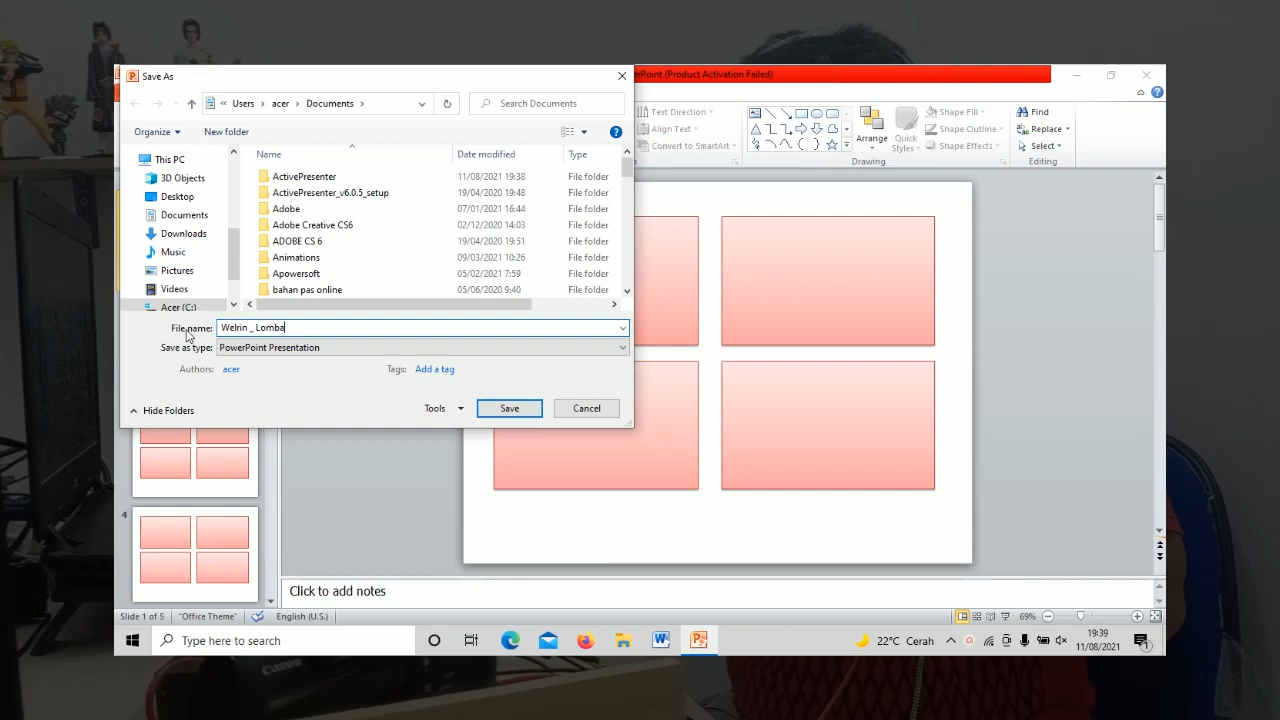 Save As
rPoint (Product Activation Failed)
« Users › acer › Documents ›
Search Documents
Organize
New folder
This PC
3D Objects
Desktop
Documents
Downloads
Music
Pictures
Videos
Acer (C:)
Name Date modified Type
ActivePresenter 11/08/2021 19:38 File folder
ActivePresenter_v6.0.5_setup 19/04/2020 19:48 File folder
Adobe 07/01/2021 16:44 File folder
Adobe Creative CS6 02/12/2020 14:03 File folder
ADOBE CS 6 19/04/2020 19:51 File folder
Animations 09/03/2021 10:26 File folder
Apowersoft 05/02/2021 7:59 File folder
bahan pas online 05/06/2020 9:40 File folder
File name: Welrin _ Lomba
Save as type: PowerPoint Presentation
Authors: acer
Tags: Add a tag
Hide Folders
Tools
Save
Cancel
Text Direction
Align Text
Convert to SmartArt
Arrange
Quick
Styles
Shape Fill
Shape Outline
Shape Effects
Drawing
Find
Replace
Select
Editing
4
Click to add notes
Slide 1 of 5
"Office Theme"
English (U.S.)
69%
Type here to search
22°C Cerah
19:39
11/08/2021
1
Canon